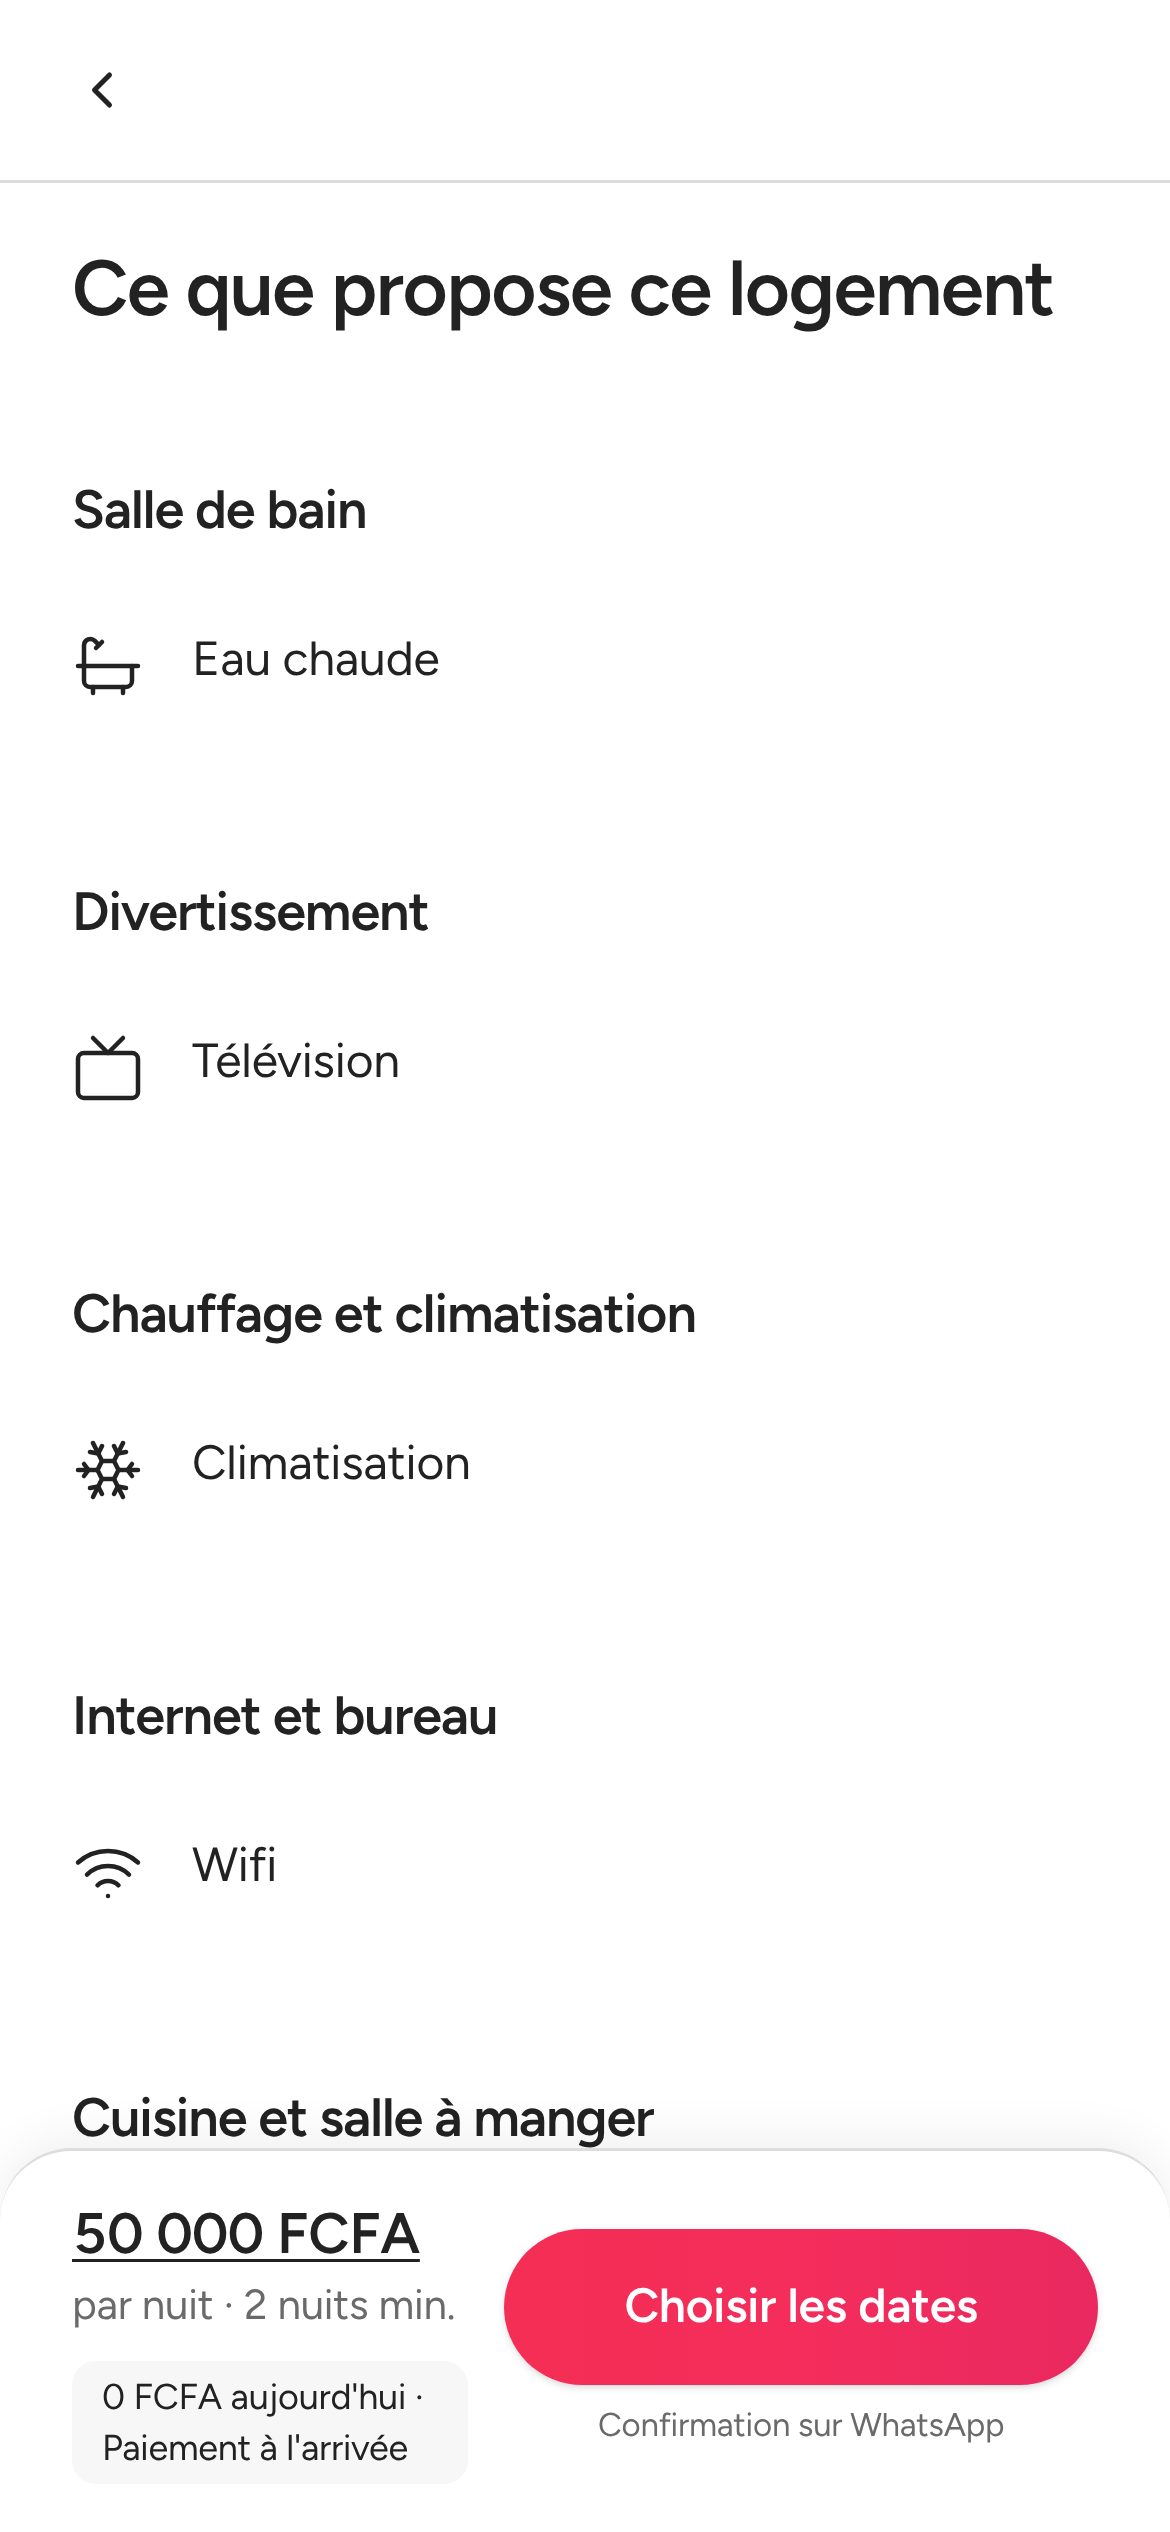 Ce que propose ce logement
Salle de bain
Eau chaude
Divertissement
Télévision
Chauffage et climatisation
Climatisation
Internet et bureau
Wifi
Cuisine et salle à manger
50 000 FCFA
par nuit · 2 nuits min.
0 FCFA aujourd'hui ·
Paiement à l'arrivée
Choisir les dates
Confirmation sur WhatsApp